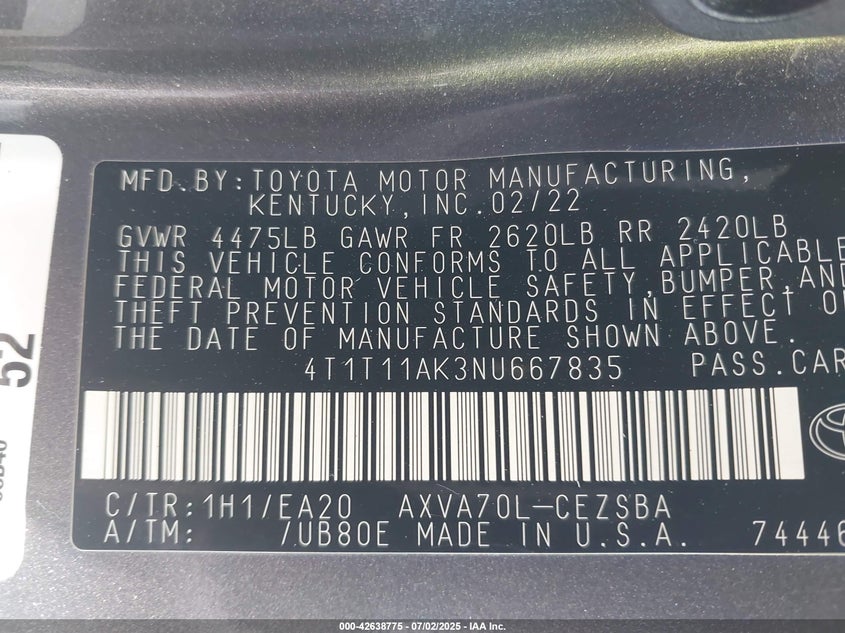 MFD.BY:TOYOTA MOTOR MANUFACTURING,
KENTUCKY,INC.02/22
GVWR 4475LB GAWR FR 2620LB RR 2420LB
THIS VEHICLE CONFORMS TO ALL APPLICABLE
FEDERAL MOTOR VEHICLE SAFETY,BUMPER,AND
THEFT PREVENTION STANDARDS IN EFFECT
THE DATE OF MANUFACTURE SHOWN ABOVE.
4T1T11AK3NU667835 PASS.CAR
C/TR:1H1/EA20 AXVA70L-CEZSBA
A/TM: /UB80E MADE IN U.S.A. 74446
52
000-42638775 | 07/02/2025 | IAA Inc.